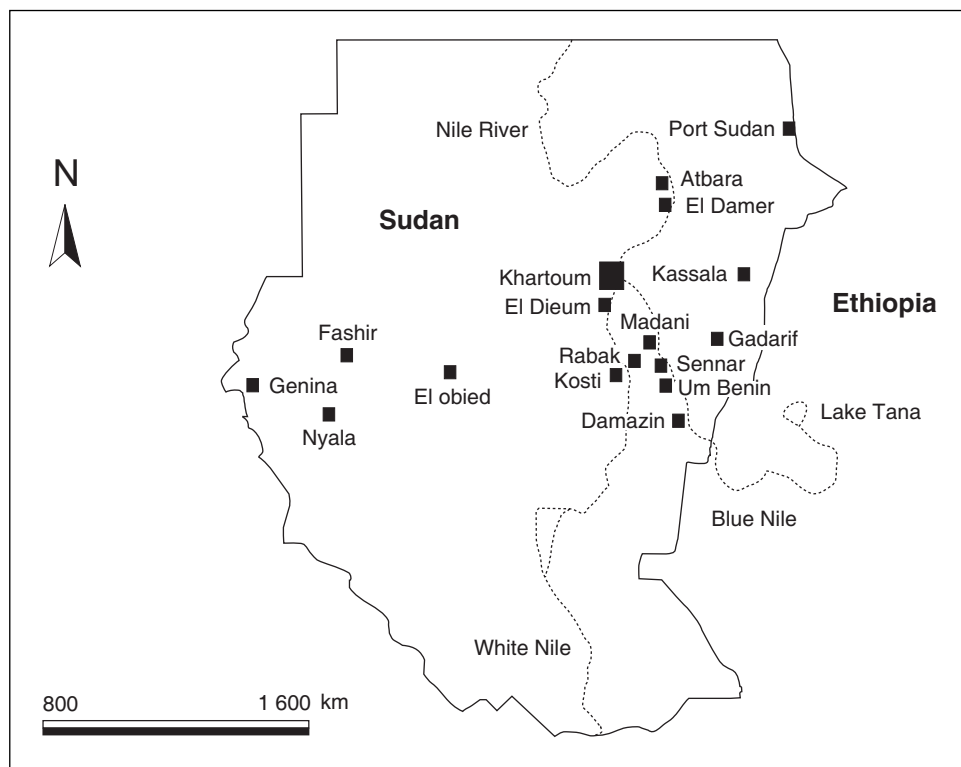 Nile River
Port Sudan
N
Atbara
El Damer
Sudan
Khartoum
Kassala
Ethiopia
El Dieum
Madani
Fashir
Gadarif
Rabak
Sennar
Genina
Kosti
Um Benin
El obied
Nyala
Damazin
Lake Tana
Blue Nile
White Nile
800 1 600 km